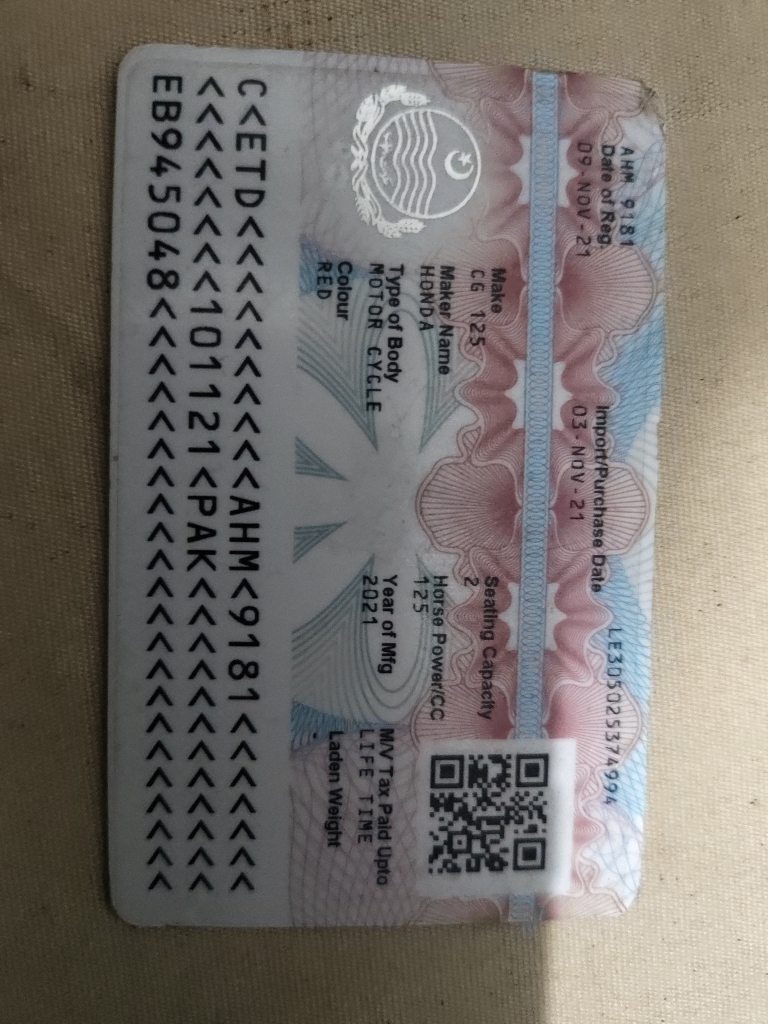 AHM 9181
LE305025374994
Date of Reg.
Import/Purchase Date
09-NOV-21
03-NOV-21
Make
Seating Capacity
CG 125
2
Maker Name
Horse Power/CC
HONDA
125
Type of Body
Year of Mfg
M/V Tax Paid Upto
MOTOR CYCLE
2021
LIFE TIME
Colour
Laden Weight
RED
C<ETD<<<<<<<<<<<<AHM<9181<<<<<<
<<<<<<<<<101121<PAK<<<<<<<<<<<<
EB945048<<<<<<<<<<<<<<<<<<<<<<